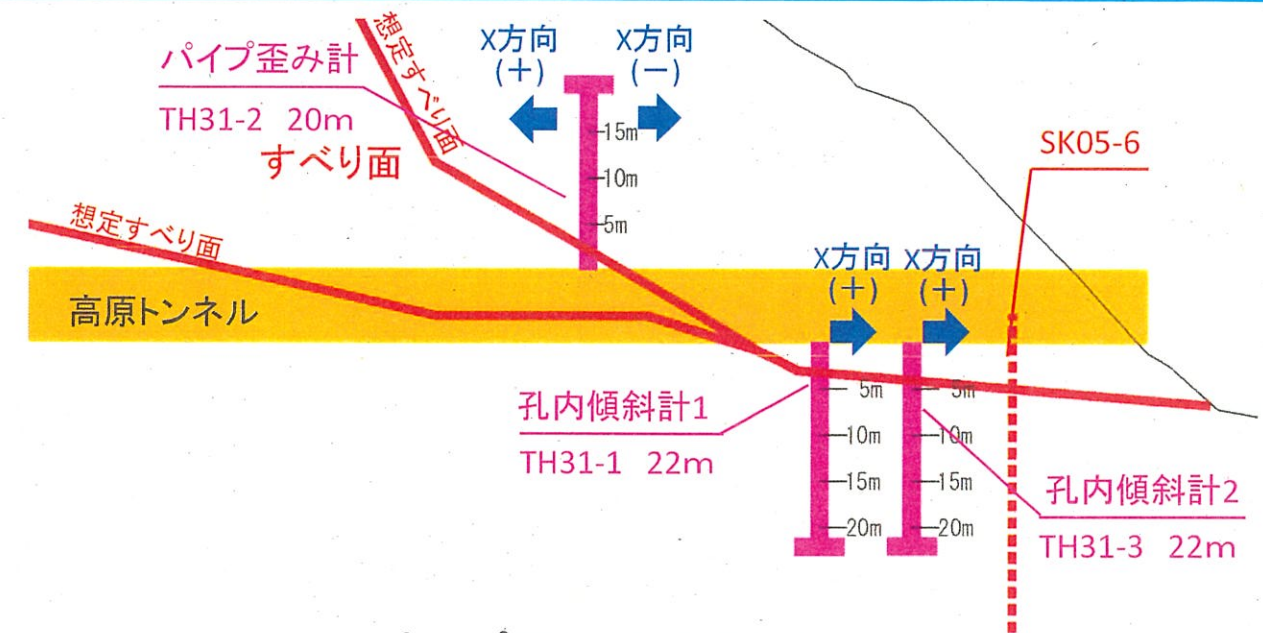 想定すべり面
パイプ歪み計
TH31-2 20m
すべり面
X方向
(+)
X方向
(−)
15m
10m
5m
SK05-6
想定すべり面
高原トンネル
X方向
(+)
X方向
(+)
孔内傾斜計1
TH31-1 22m
5m
10m
15m
20m
5m
10m
15m
20m
孔内傾斜計2
TH31-3 22m